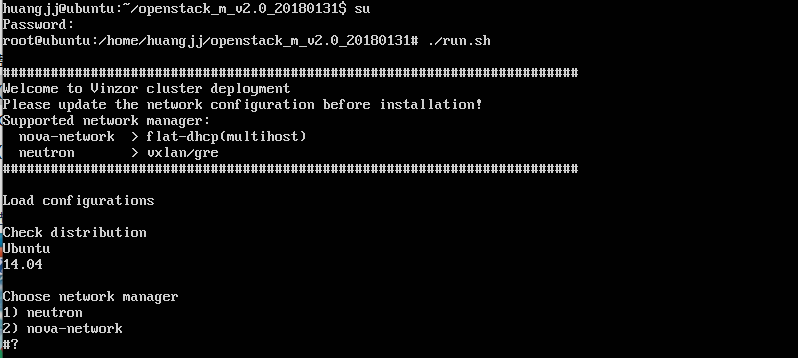 huangjj@ubuntu:~/openstack_m_v2.0_20180131$ su
Password:
root@ubuntu:/home/huangjj/openstack_m_v2.0_20180131# ./run.sh
########################################################################
Welcome to Vinzor cluster deployment
Please update the network configuration before installation!
Supported network manager:
  nova-network  > flat-dhcp(multihost)
  neutron       > vxlan/gre
########################################################################
Load configurations
Check distribution
Ubuntu
14.04
Choose network manager
1) neutron
2) nova-network
#?